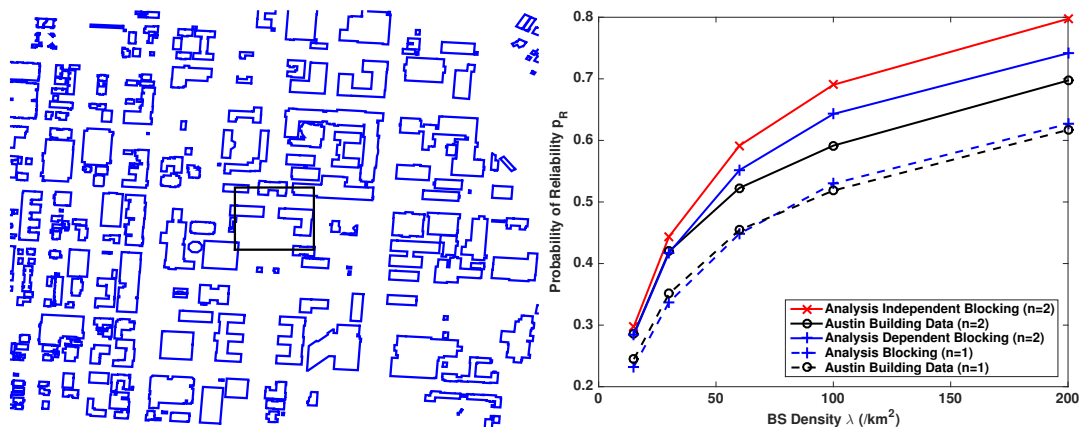 0.8
0.7
0.6
0.5
0.4
0.3
0.2
Probability of Reliability p_R
Analysis Independent Blocking (n=2)
Austin Building Data (n=2)
Analysis Dependent Blocking (n=2)
Analysis Blocking (n=1)
Austin Building Data (n=1)
0 50 100 150 200
BS Density λ (/km²)